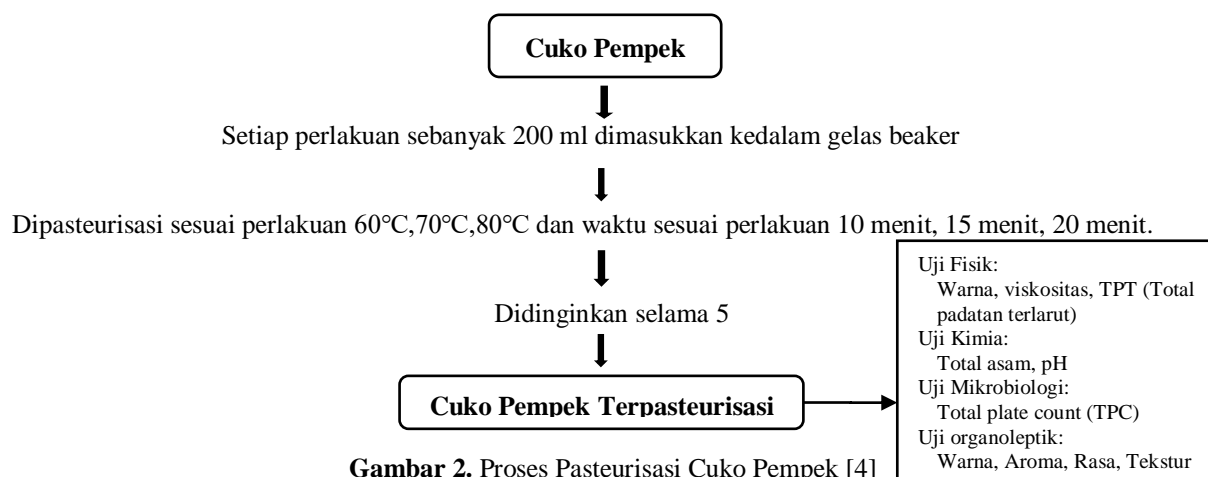 Cuko Pempek
Setiap perlakuan sebanyak 200 ml dimasukkan kedalam gelas beaker
Dipasteurisasi sesuai perlakuan 60°C,70°C,80°C dan waktu sesuai perlakuan 10 menit, 15 menit, 20 menit.
Didinginkan selama 5
Cuko Pempek Terpasteurisasi
Uji Fisik:
Warna, viskositas, TPT (Total
padatan terlarut)
Uji Kimia:
Total asam, pH
Uji Mikrobiologi:
Total plate count (TPC)
Uji organoleptik:
Warna, Aroma, Rasa, Tekstur
Gambar 2. Proses Pasteurisasi Cuko Pempek [4]